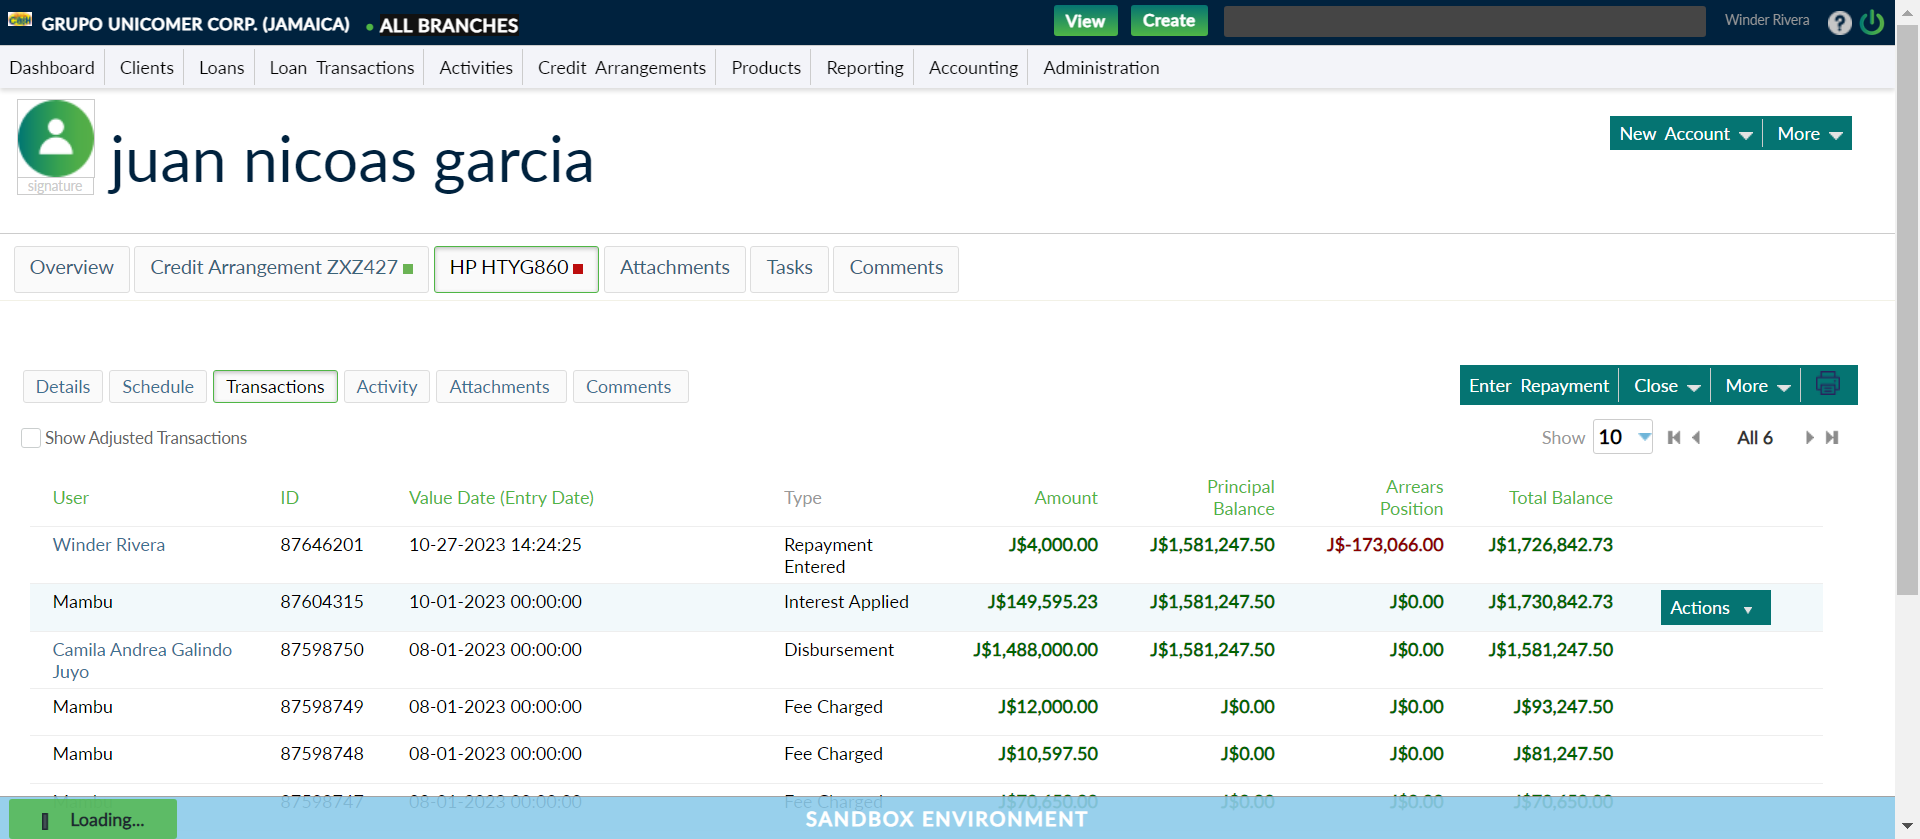 GRUPO UNICOMER CORP. (JAMAICA) ALL BRANCHES View Create Winder Rivera ?
Dashboard Clients Loans Loan Transactions Activities Credit Arrangements Products Reporting Accounting Administration
signature juan nicoas garcia New Account More
Overview Credit Arrangement ZXZ427 HP HTYG860 Attachments Tasks Comments
Details Schedule Transactions Activity Attachments Comments Enter Repayment Close More
Show Adjusted Transactions Show 10 All 6
User ID Value Date (Entry Date) Type Amount Principal Balance Arrears Position Total Balance
Winder Rivera 87646201 10-27-2023 14:24:25 Repayment Entered J$4,000.00 J$1,581,247.50 J$-173,066.00 J$1,726,842.73
Mambu 87604315 10-01-2023 00:00:00 Interest Applied J$149,595.23 J$1,581,247.50 J$0.00 J$1,730,842.73 Actions
Camila Andrea Galindo Juyo 87598750 08-01-2023 00:00:00 Disbursement J$1,488,000.00 J$1,581,247.50 J$0.00 J$1,581,247.50
Mambu 87598749 08-01-2023 00:00:00 Fee Charged J$12,000.00 J$0.00 J$0.00 J$93,247.50
Mambu 87598748 08-01-2023 00:00:00 Fee Charged J$10,597.50 J$0.00 J$0.00 J$81,247.50
Mambu 87598747 08-01-2023 00:00:00 Fee Charged J$70,650.00 J$0.00 J$0.00 J$70,650.00
Loading... SANDBOX ENVIRONMENT